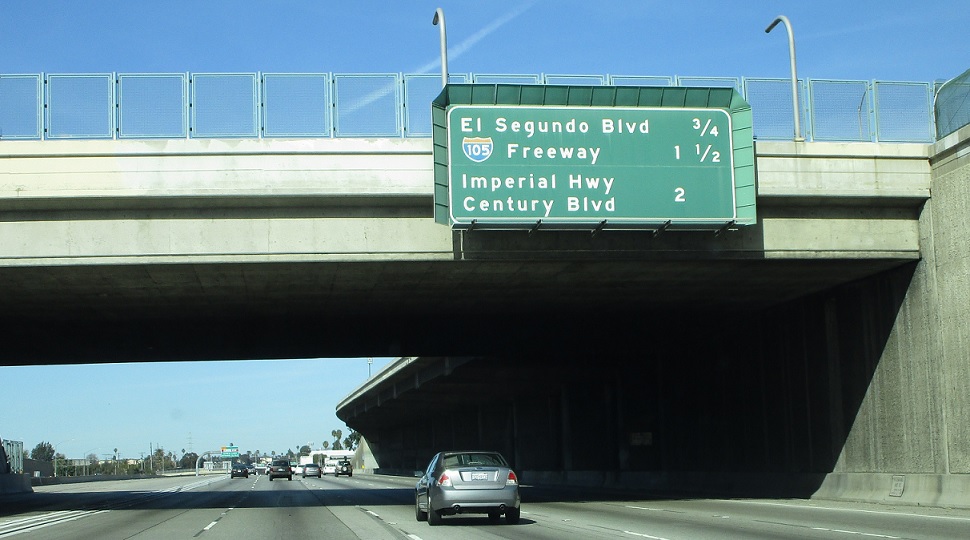 El Segundo Blvd 3/4
105 Freeway 1 1/2
Imperial Hwy
Century Blvd 2